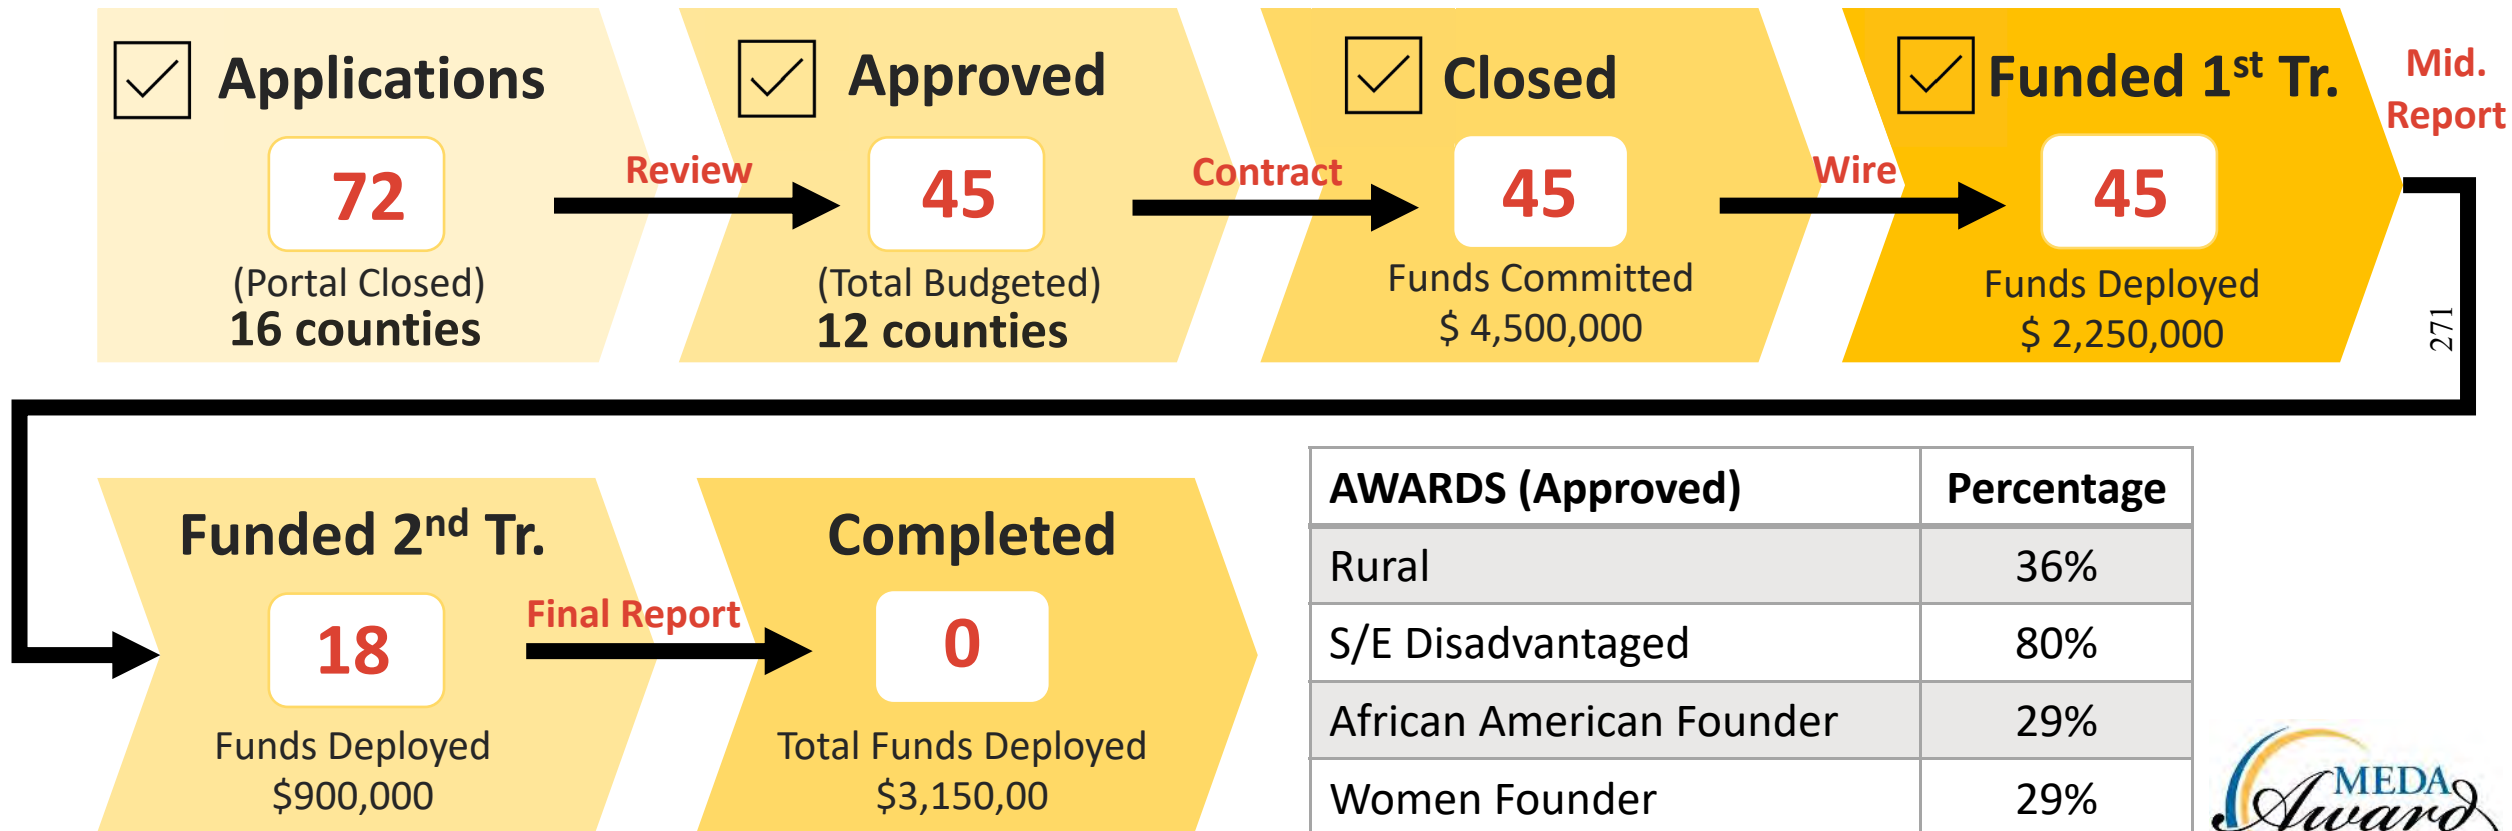 Applications
72
(Portal Closed)
16 counties
Review
Approved
45
(Total Budgeted)
12 counties
Contract
Closed
45
Funds Committed
$ 4,500,000
Wire
Funded 1st Tr.
45
Funds Deployed
$ 2,250,000
Mid.
Report
271
Funded 2nd Tr.
18
Funds Deployed
$900,000
Final Report
Completed
0
Total Funds Deployed
$3,150,00
AWARDS (Approved) Percentage
Rural 36%
S/E Disadvantaged 80%
African American Founder 29%
Women Founder 29%
MEDA
Award